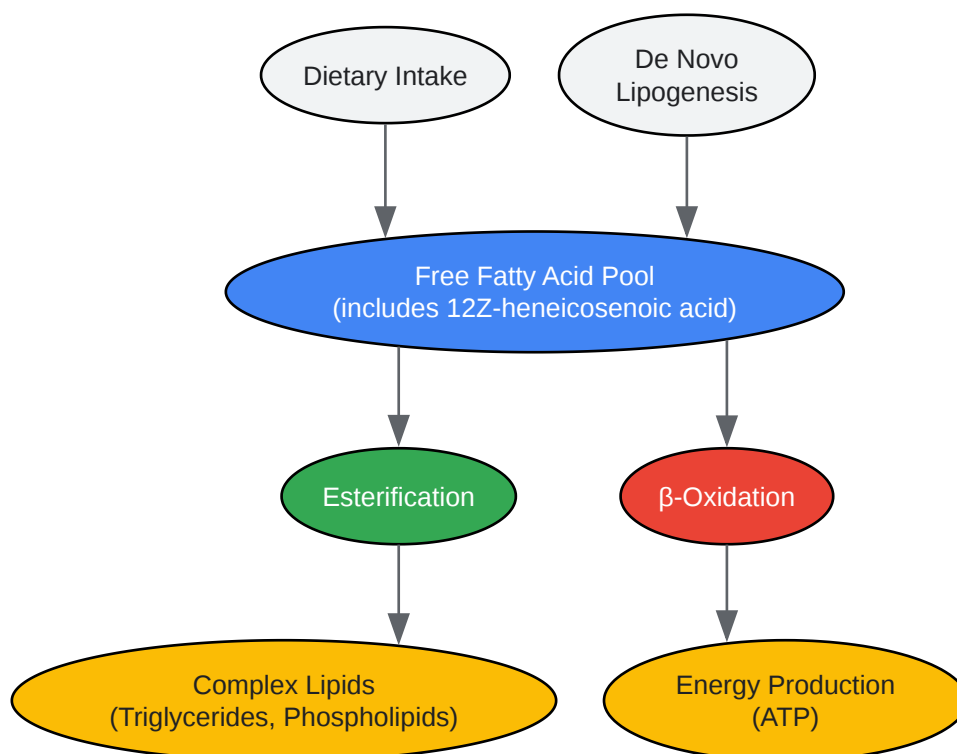 Dietary Intake
De Novo
Lipogenesis
Free Fatty Acid Pool
(includes 12Z-heneicosenoic acid)
Esterification
β-Oxidation
Complex Lipids
(Triglycerides, Phospholipids)
Energy Production
(ATP)